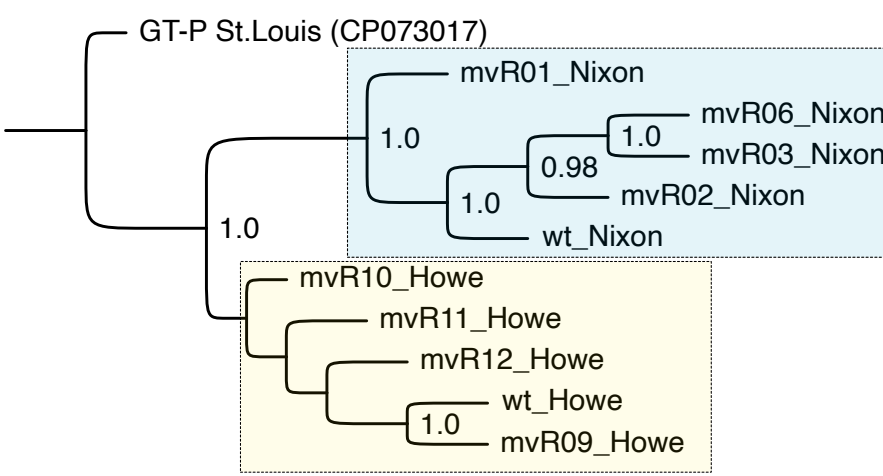 GT-P St.Louis (CP073017)
mvR01_Nixon
mvR06_Nixon
1.0
1.0
mvR03_Nixon
0.98
mvR02_Nixon
1.0
1.0
wt_Nixon
mvR10_Howe
mvR11_Howe
mvR12_Howe
wt_Howe
1.0
mvR09_Howe